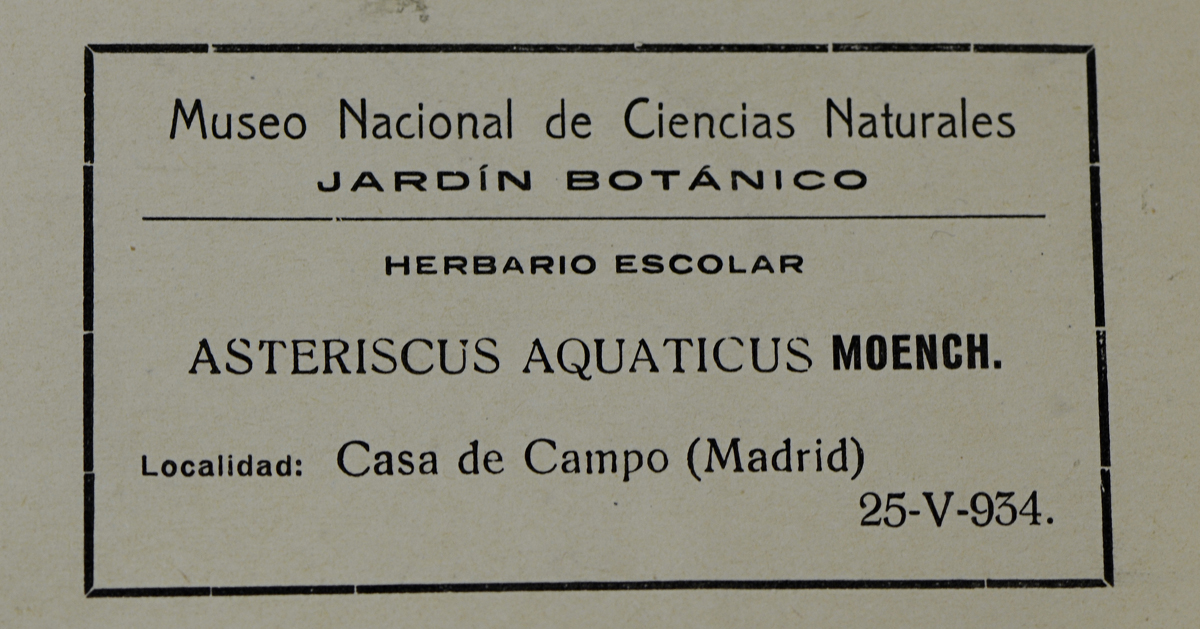 Museo Nacional de Ciencias Naturales
JARDÍN BOTÁNICO
HERBARIO ESCOLAR
ASTERISCUS AQUATICUS MOENCH.
Localidad: Casa de Campo (Madrid)
25-V-934.